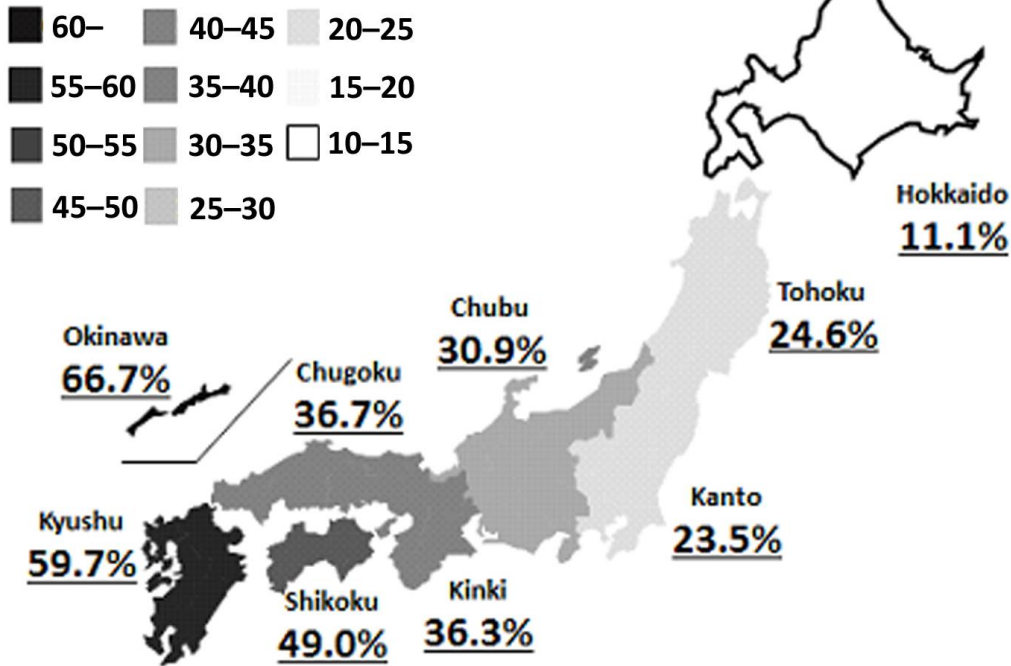 60–
40–45
20–25
55–60
35–40
15–20
50–55
30–35
10–15
45–50
25–30
Hokkaido
11.1%
Tohoku
24.6%
Chubu
30.9%
Okinawa
66.7%
Chugoku
36.7%
Kanto
23.5%
Kyushu
59.7%
Shikoku
49.0%
Kinki
36.3%